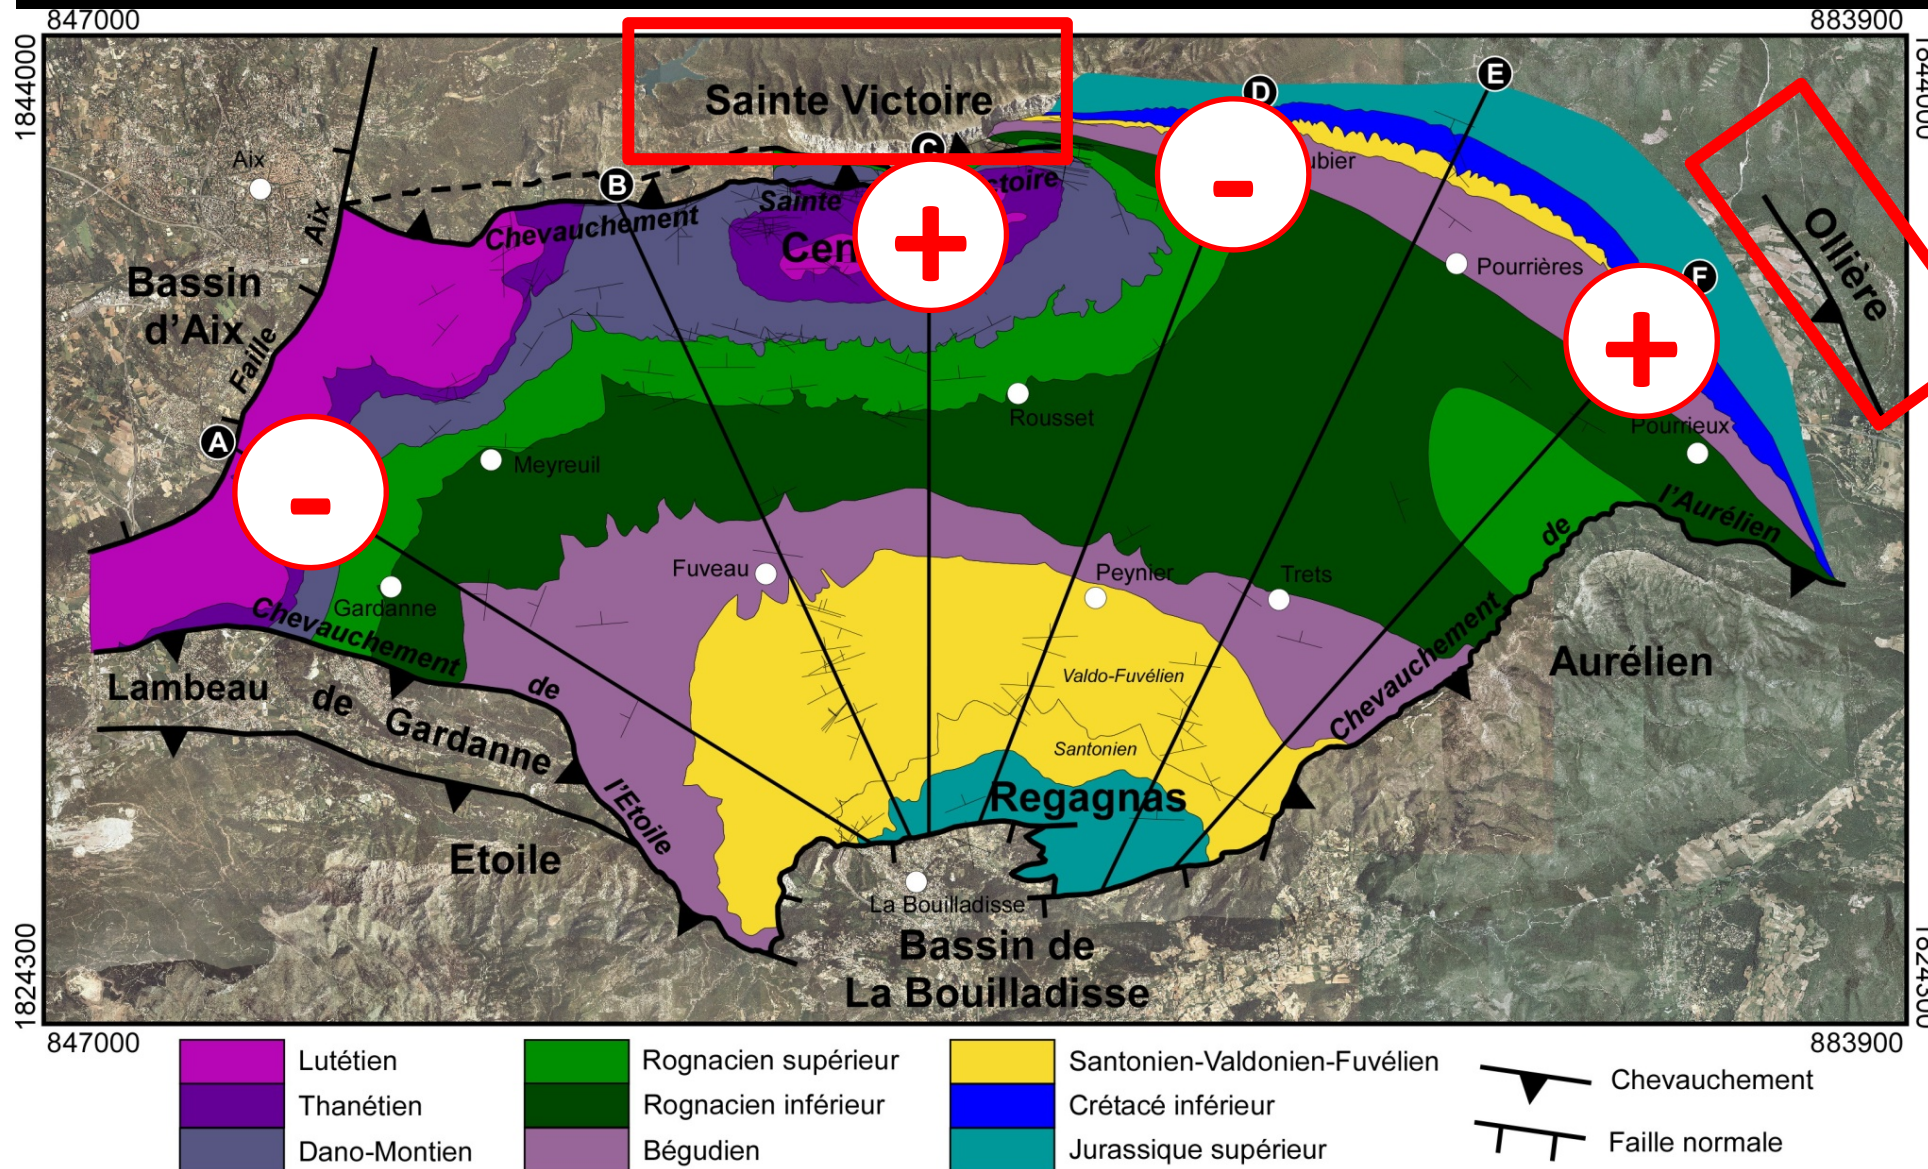 847000
883900
1844000
1844000
Sainte Victoire
E
D
C
Aix
B
Aix
Sainte
Chevauchement
Pourrières
Ollière
Bassin
d'Aix
Faille
F
+
-
+
-
A
Rousset
Pourrieux
Meyreuil
l'Aurélien
de
Fuveau
Peynier
Trets
Gardanne
Chevauchement
Chevauchement
Valdo-Fuvélien
Aurélien
Lambeau
de
Gardanne
de
Santonien
Regagnas
l'Etoile
Etoile
La Bouilladisse
Bassin de
La Bouilladisse
1824300
1824300
847000
883900
Lutétien
Rognacien supérieur
Santonien-Valdonien-Fuvélien
Chevauchement
Thanétien
Rognacien inférieur
Crétacé inférieur
Dano-Montien
Bégudien
Jurassique supérieur
Faille normale